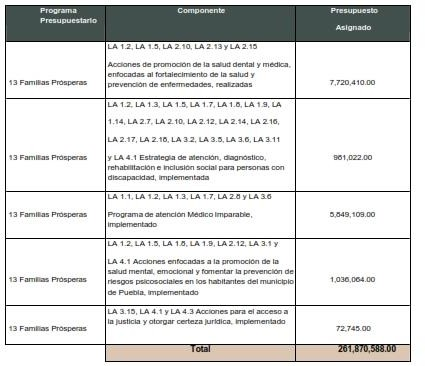 Programa Presupuestario
Componente
Presupuesto
Asignado
LA 1.2, LA 1.5, LA 2.10, LA 2.13 y LA 2.15
Acciones de promoción de la salud dental y médica,
enfocadas al fortalecimiento de la salud y
prevención de enfermedades, realizadas
13 Familias Prósperas
7,720,410.00
LA 1.2, LA 1.3, LA 1.5, LA 1.7, LA 1.8, LA 1.9, LA
1.14, LA 2.7, LA 2.10, LA 2.12, LA 2.14, LA 2.16,
LA 2.17, LA 2.18, LA 3.2, LA 3.5, LA 3.6, LA 3.11
y LA 4.1 Estrategia de atención, diagnóstico,
rehabilitación e inclusión social para personas con
discapacidad, implementada
13 Familias Prósperas
981,022.00
LA 1.1, LA 1.2, LA 1.3, LA 1.7, LA 2.8 y LA 3.6
Programa de atención Médico Imparable,
implementado
13 Familias Prósperas
5,849,109.00
LA 1.2, LA 1.5, LA 1.8, LA 1.9, LA 2.12, LA 3.1 y
LA 4.1 Acciones enfocadas a la promoción de la
salud mental, emocional y fomentar la prevención de
riesgos psicosociales en los habitantes del municipio
de Puebla, implementado
13 Familias Prósperas
1,036,064.00
LA 3.15, LA 4.1 y LA 4.3 Acciones para el acceso a
la justicia y otorgar certeza jurídica, implementado
13 Familias Prósperas
72,745.00
Total
261,870,588.00